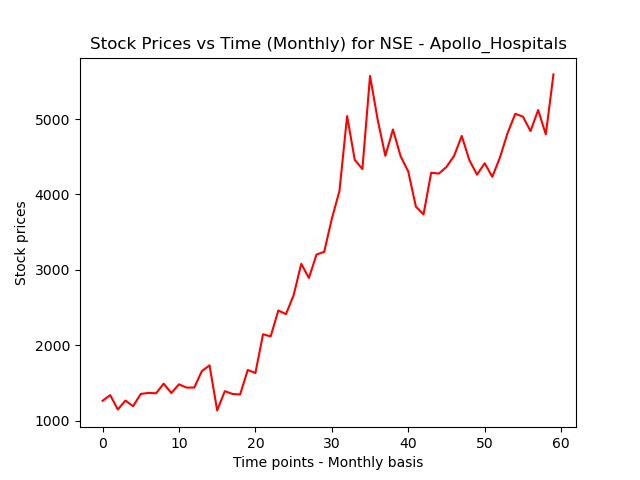 Stock Prices vs Time (Monthly) for NSE - Apollo_Hospitals
Stock prices
5000
4000
3000
2000
1000
0 10 20 30 40 50 60
Time points - Monthly basis